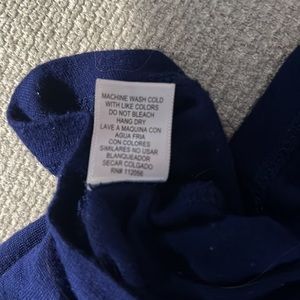 MACHINE WASH COLD
WITH LIKE COLORS
DO NOT BLEACH
HANG DRY
LAVE A MAQUINA CON
AGUA FRIA
CON COLORES
SIMILARES NO USAR
BLANQUEADOR
SECAR COLGADO
RN# 112056